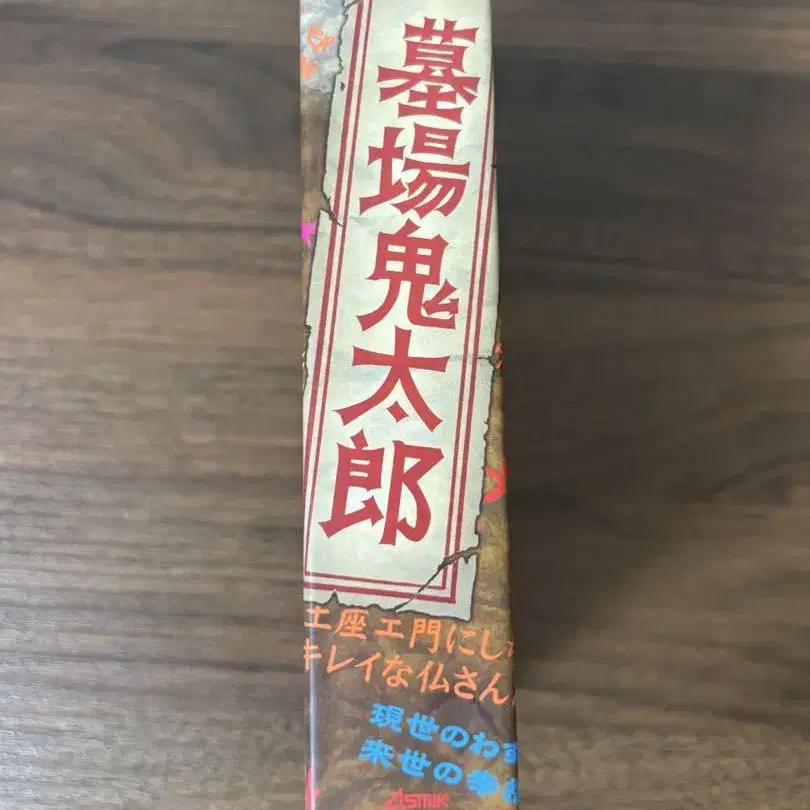 墓場鬼太郎
土座エ門にし
キレイな仏さん
現世のわず
来世の幸
Asmik